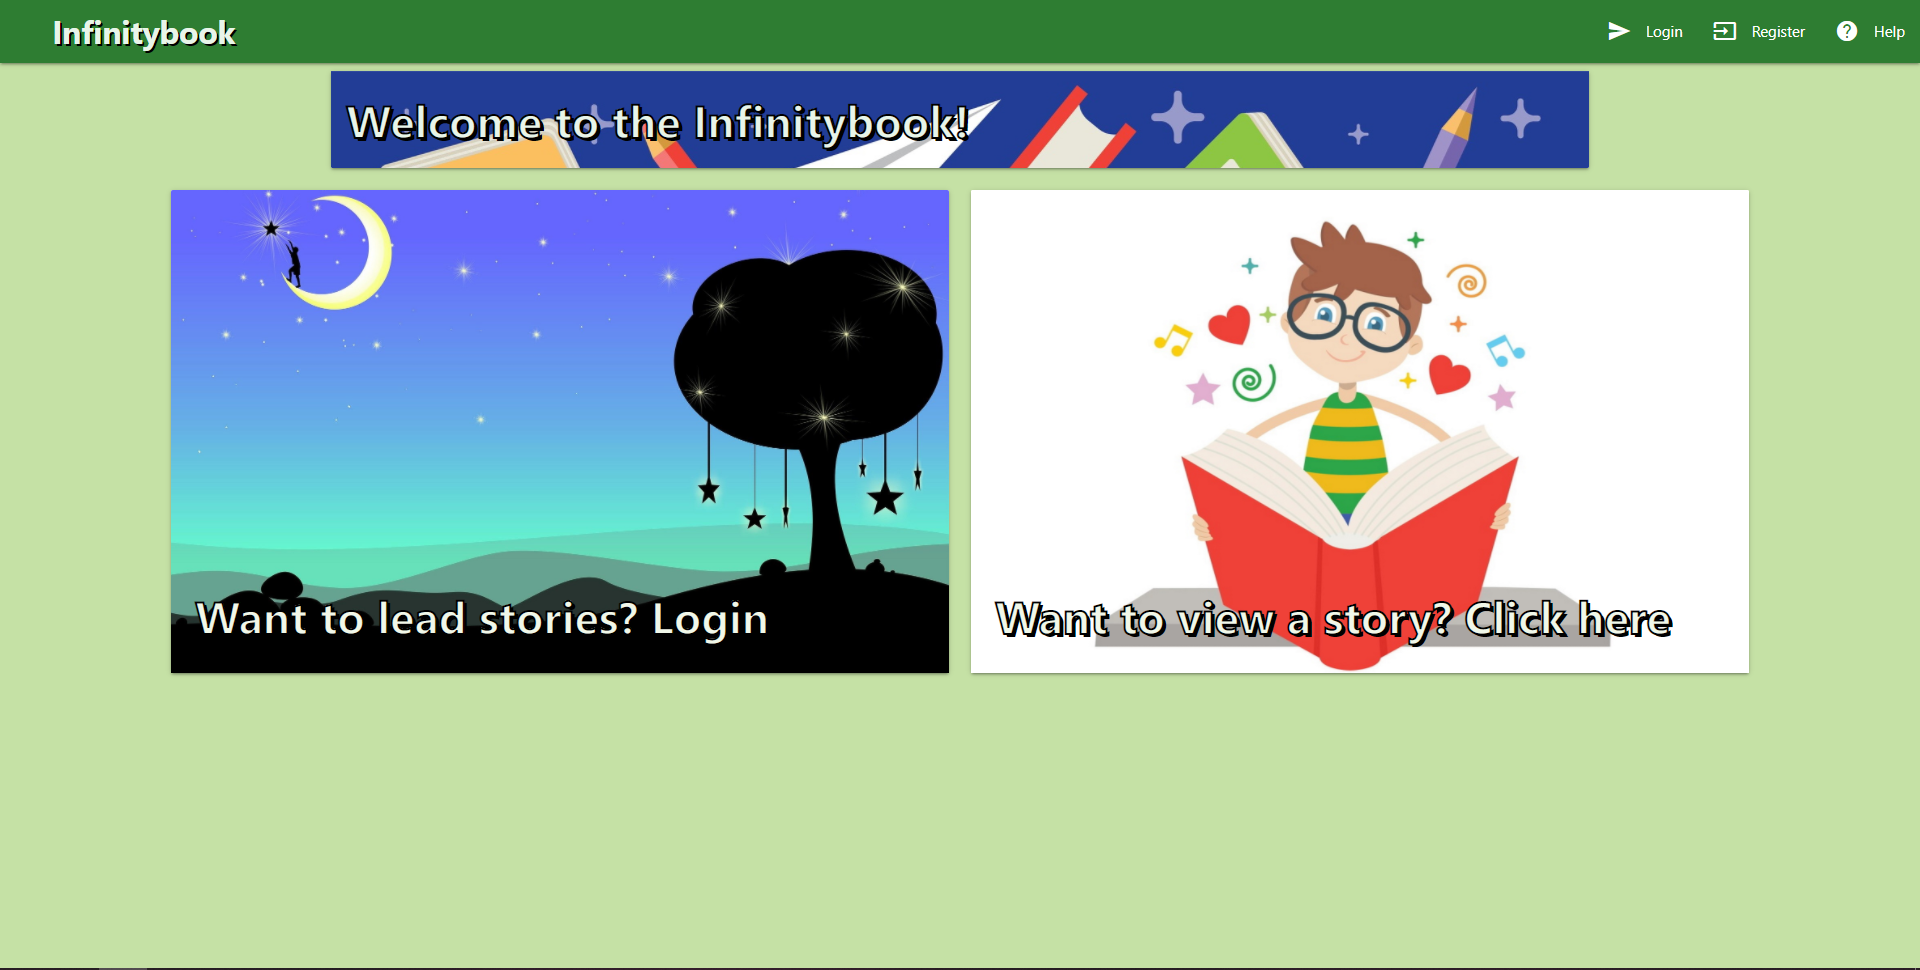 Infinitybook
Login
Register
Help
Welcome to the Infinitybook!
Want to lead stories? Login
Want to view a story? Click here